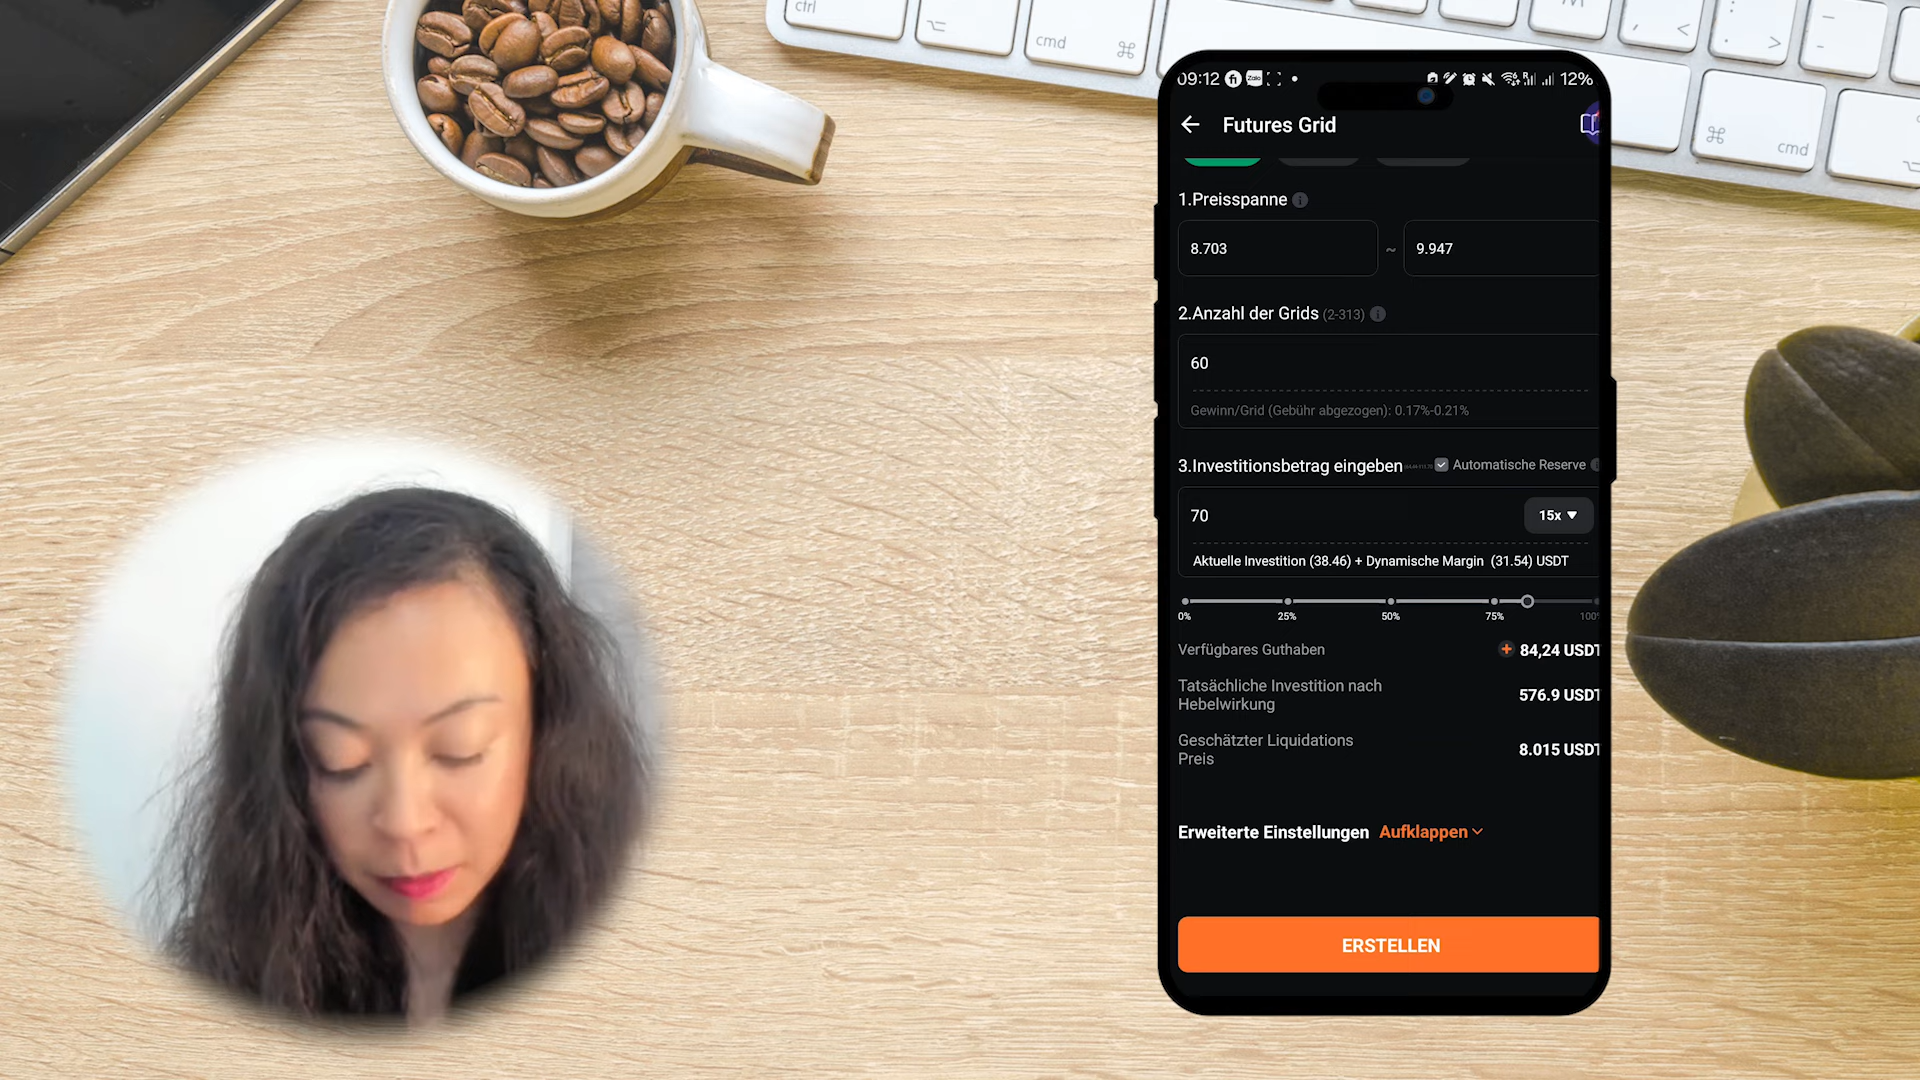 ctrl
cmd
cmd
09:12
12%
Futures Grid
1.Preisspanne
8.703 ~ 9.947
2.Anzahl der Grids (2-313)
60
Gewinn/Grid (Gebühr abgezogen): 0.17%-0.21%
3.Investitionsbetrag eingeben Automatische Reserve
70 15x
Aktuelle Investition (38.46) + Dynamische Margin (31.54) USDT
0% 25% 50% 75% 100%
Verfügbares Guthaben + 84,24 USDT
Tatsächliche Investition nach
Hebelwirkung
576.9 USDT
Geschätzter Liquidations
Preis
8.015 USDT
Erweiterte Einstellungen Aufklappen
ERSTELLEN